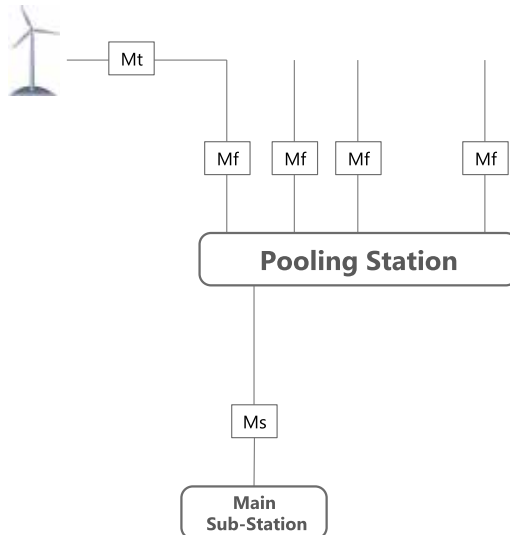 Mt
Mf Mf Mf Mf
Pooling Station
Ms
Main
Sub-Station